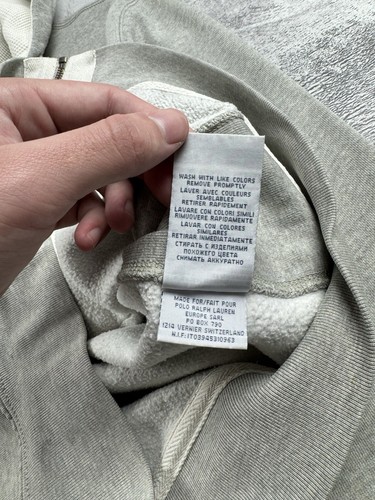 WASH WITH LIKE COLORS
REMOVE PROMPTLY
LAVER AVEC COULEURS
SEMBLABLES
RETIRER RAPIDEMENT
LAVARE CON COLORI SIMILI
RIMUOVERE RAPIDAMENTE
LAVAR CON COLORES
SIMILARES
RETIRAR INMEDIATAMENTE
СТИРАТЬ С ИЗДЕЛИЯМИ
ПОХОЖЕГО ЦВЕТА
СНИМАТЬ АККУРАТНО
MADE FOR/FAIT POUR
POLO RALPH LAUREN
EUROPE SARL
PO BOX 790
1214 VERNIER SWITZERLAND
N.I.F: IT03945310963